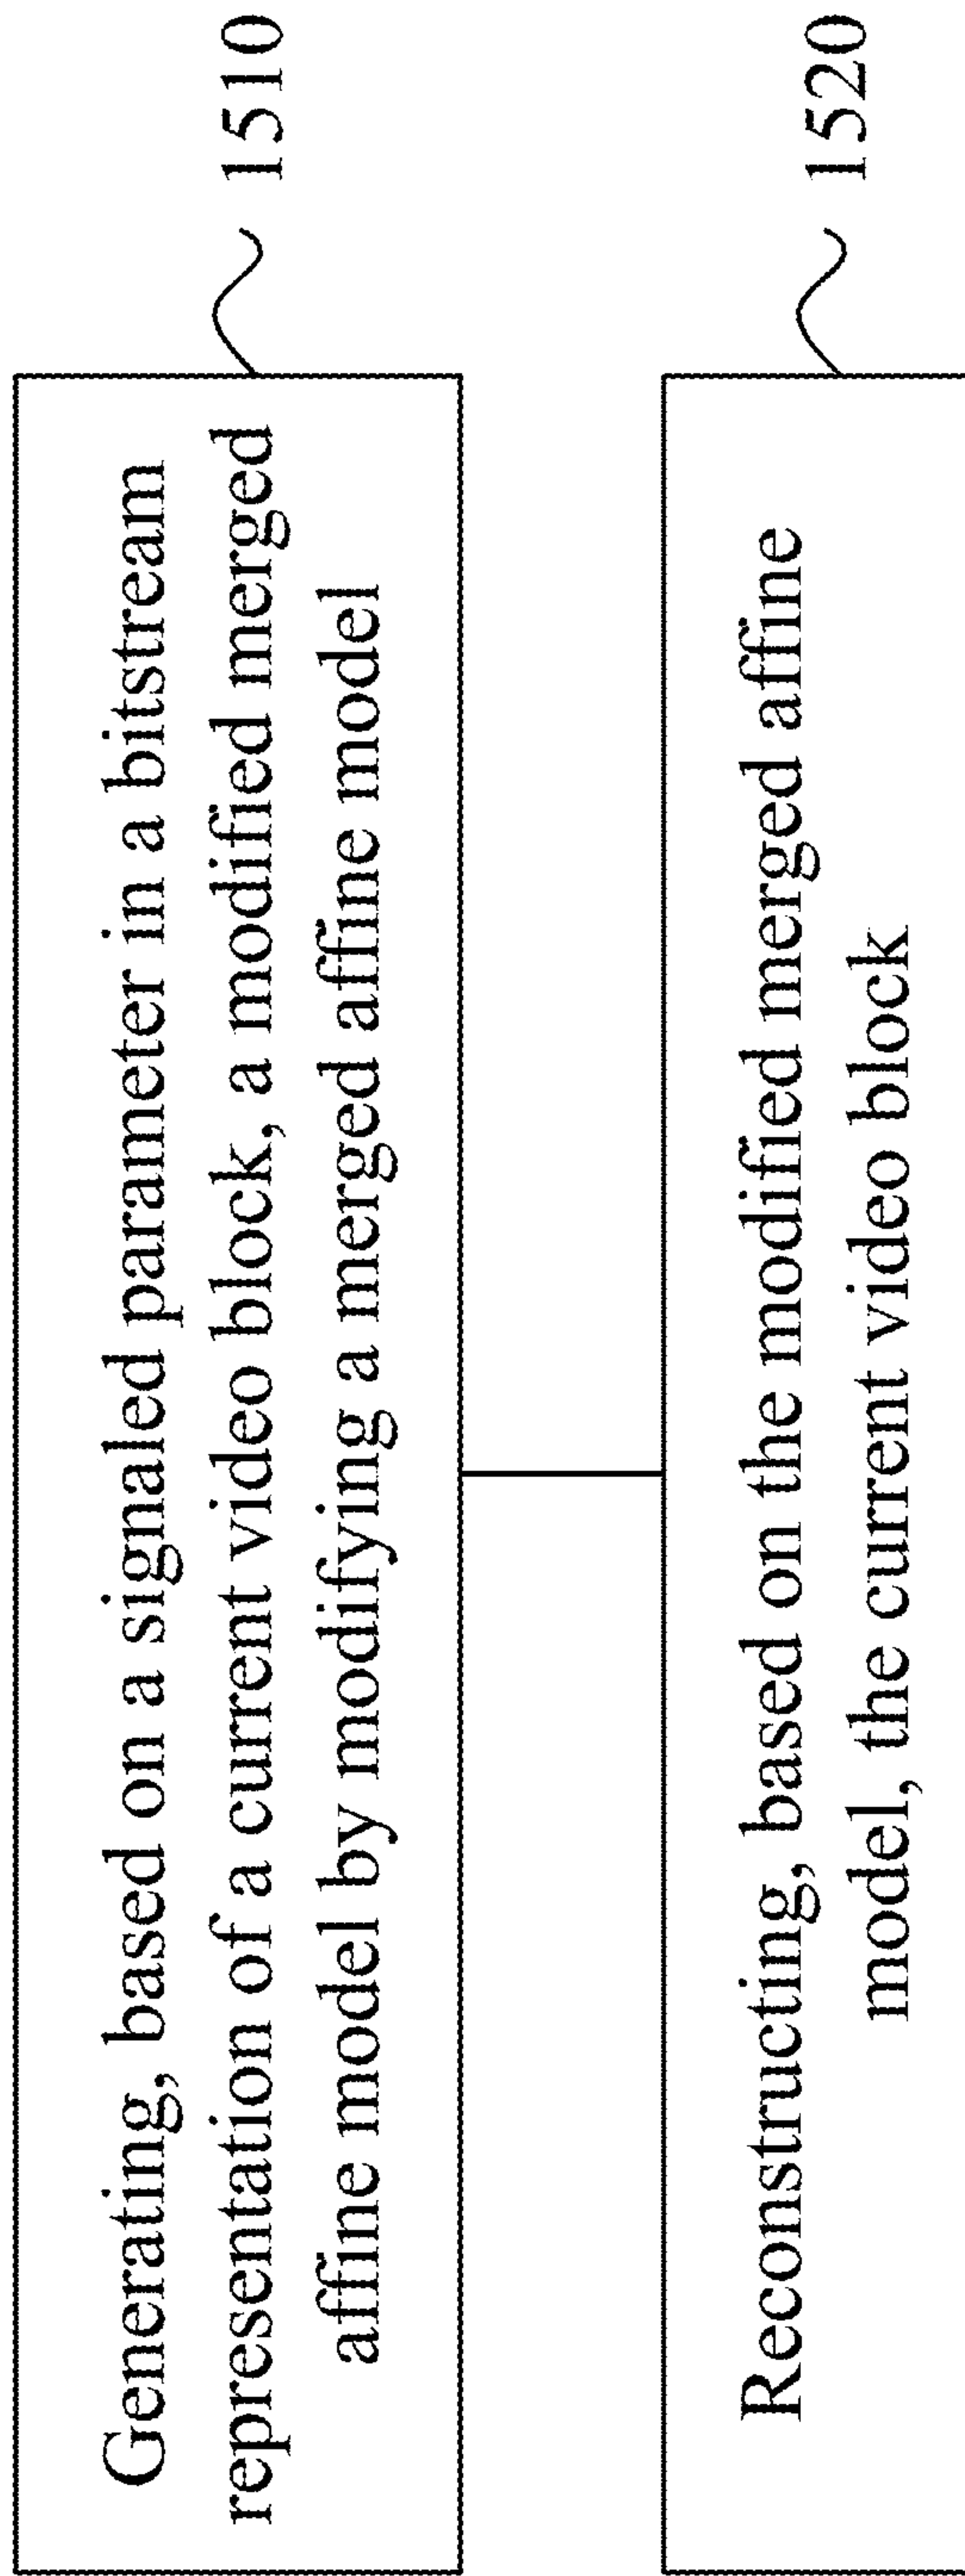 Generating, based on a signaled parameter in a bitstream
representation of a current video block, a modified merged
affine model by modifying a merged affine model
1510
Reconstructing, based on the modified merged affine
model, the current video block
1520